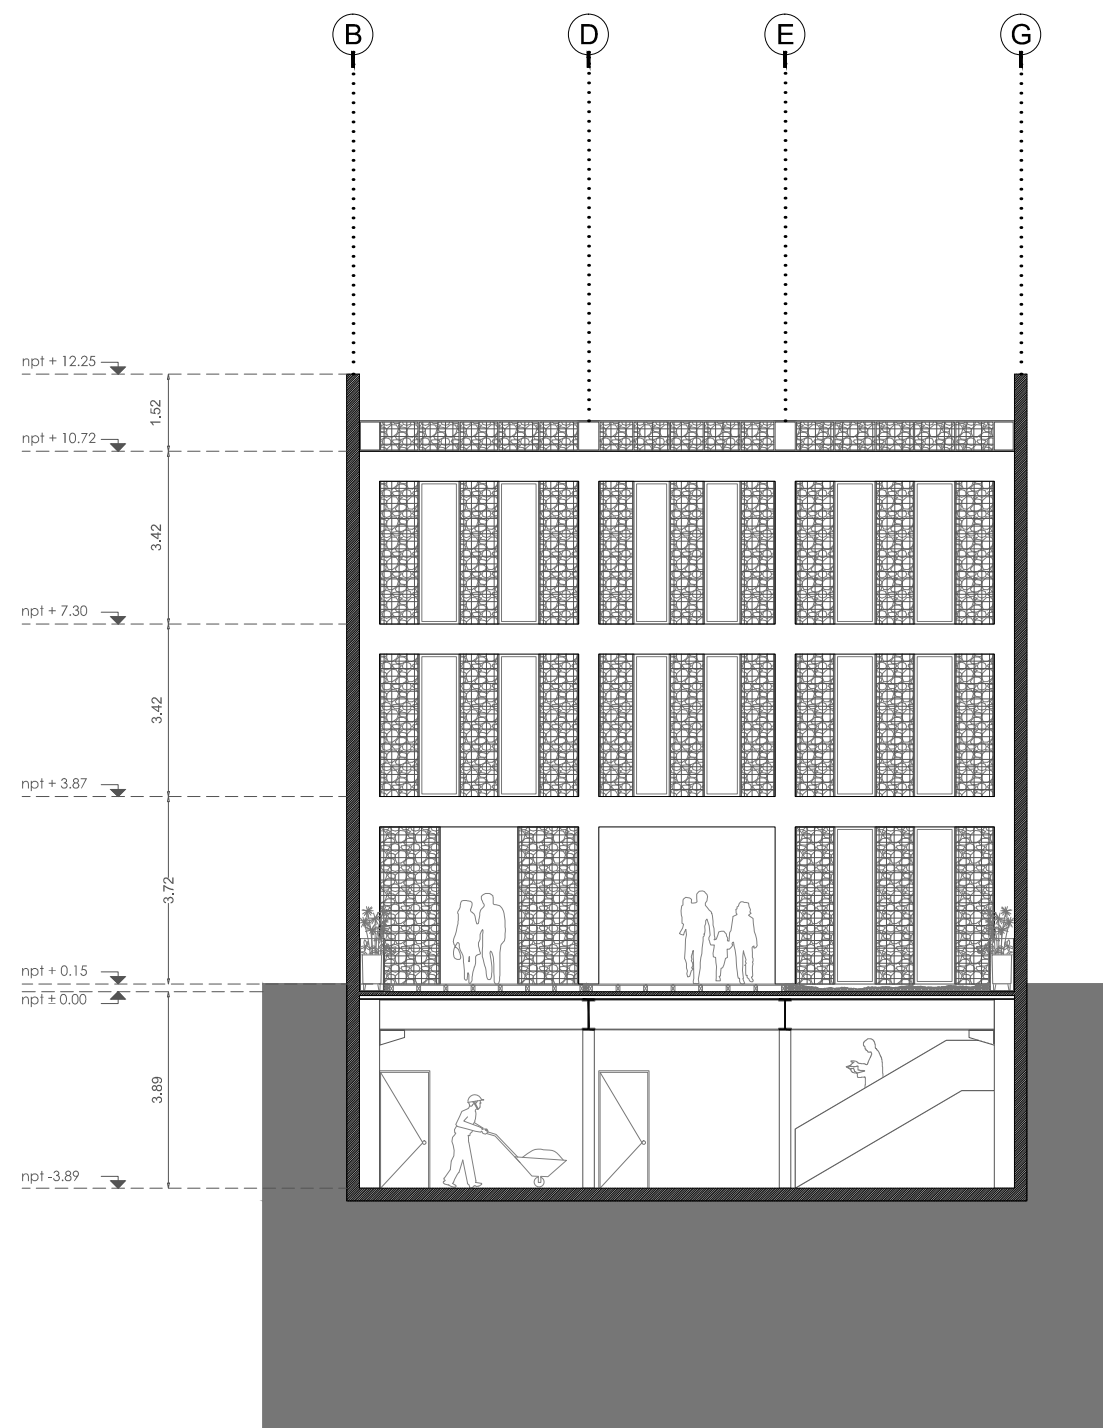 B D E G
npt + 12.25
1.52
npt + 10.72
3.42
npt + 7.30
3.42
npt + 3.87
3.72
npt + 0.15
npt ± 0.00
3.89
npt -3.89